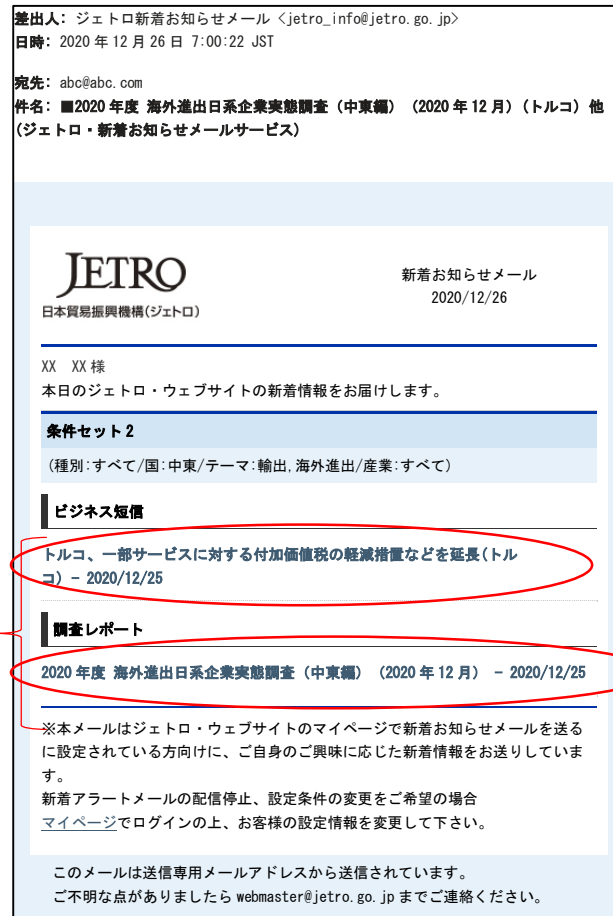 差出人: ジェトロ新着お知らせメール <jetro_info@jetro.go.jp>
日時: 2020年12月26日 7:00:22 JST
宛先: abc@abc.com
件名: ■2020年度 海外進出日系企業実態調査（中東編）（2020年12月）(トルコ) 他
(ジェトロ・新着お知らせメールサービス)
JETRO
日本貿易振興機構(ジェトロ)
新着お知らせメール
2020/12/26
XX XX様
本日のジェトロ・ウェブサイトの新着情報をお届けします。
条件セット2
(種別:すべて/国:中東/テーマ:輸出,海外進出/産業:すべて)
ビジネス短信
トルコ、一部サービスに対する付加価値税の軽減措置などを延長(トル
コ) - 2020/12/25
調査レポート
2020年度 海外進出日系企業実態調査（中東編）（2020年12月） - 2020/12/25
※本メールはジェトロ・ウェブサイトのマイページで新着お知らせメールを送る
に設定されている方向けに、ご自身のご興味に応じた新着情報をお送りしていま
す。
新着アラートメールの配信停止、設定条件の変更をご希望の場合
マイページでログインの上、お客様の設定情報を変更して下さい。
このメールは送信専用メールアドレスから送信されています。
ご不明な点がありましたらwebmaster@jetro.go.jpまでご連絡ください。